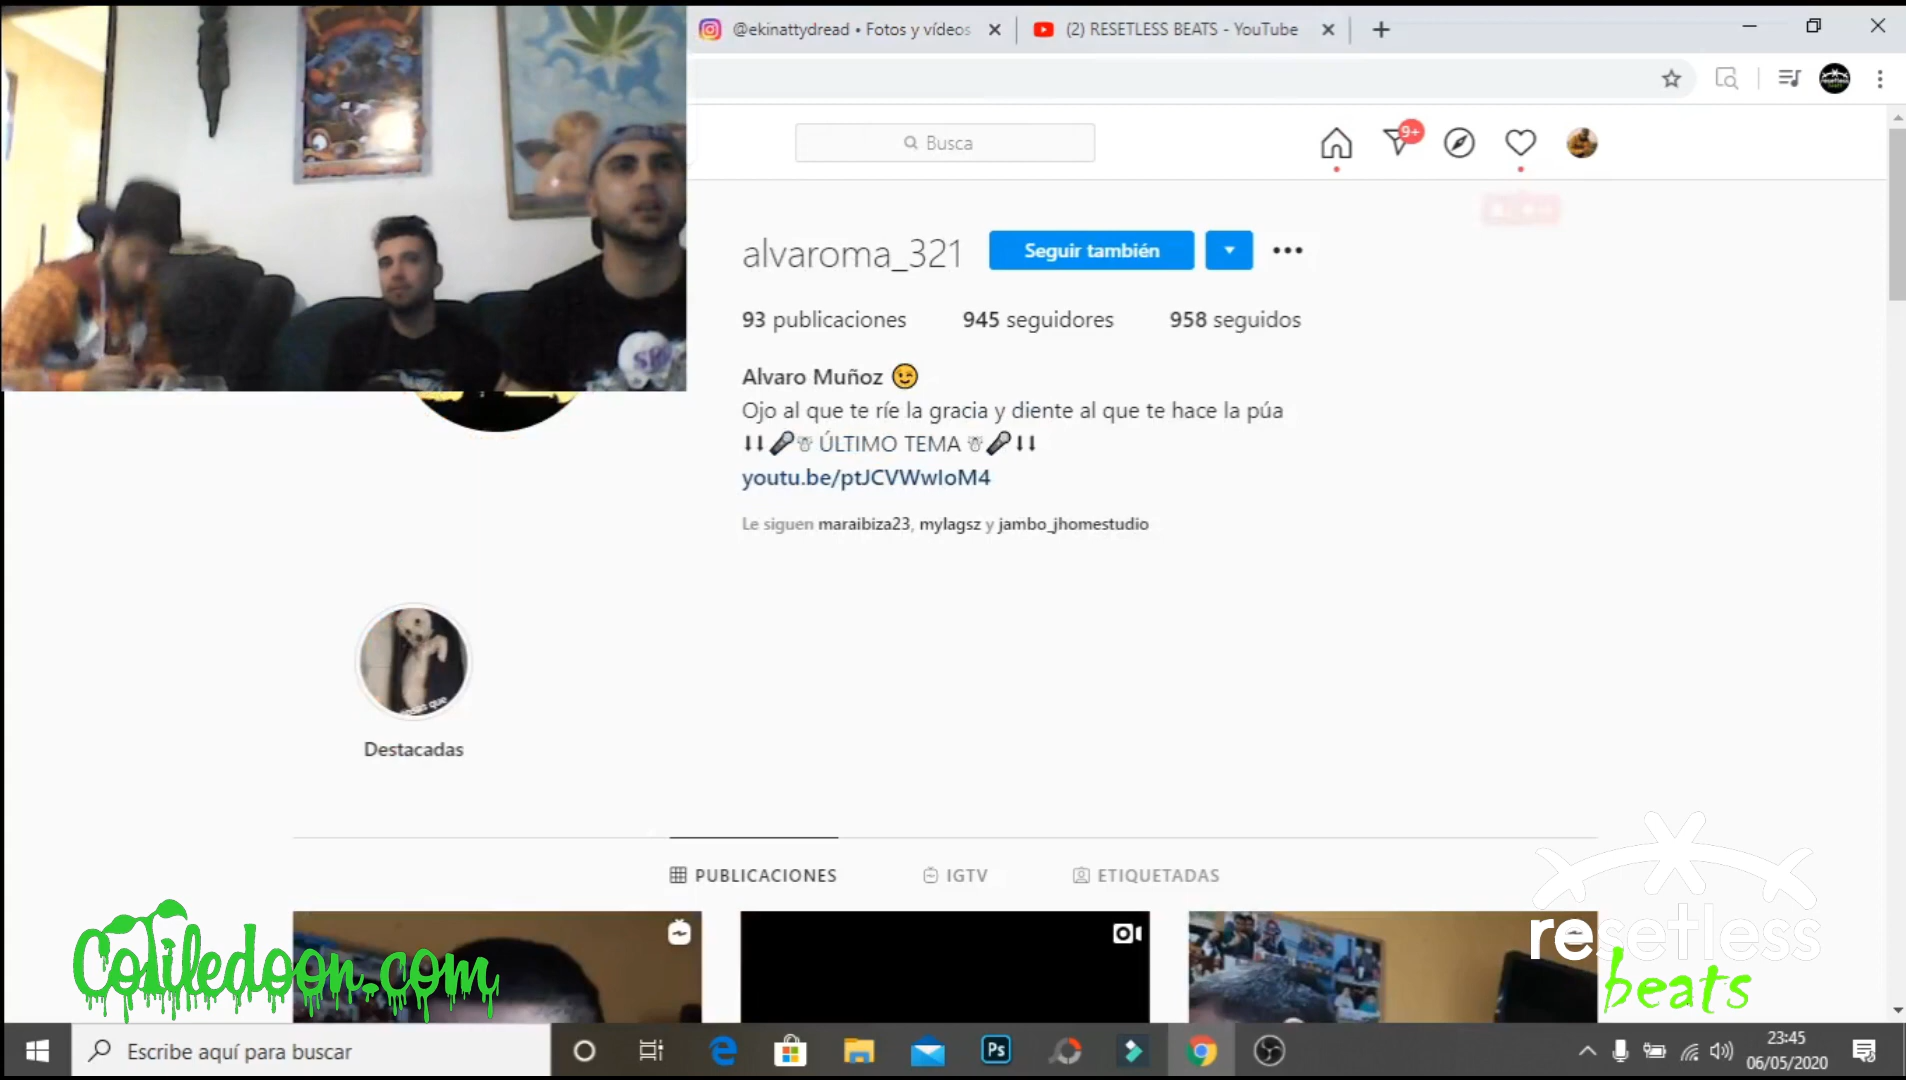 @ekinattydread • Fotos y vídeos
(2) RESETLESS BEATS - YouTube
Busca
9+
alvaroma_321
Seguir también
93 publicaciones
945 seguidores
958 seguidos
Alvaro Muñoz 😉
Ojo al que te ríe la gracia y diente al que te hace la púa
⬇⬇🎤☃ ÚLTIMO TEMA ☃🎤⬇⬇
youtu.be/ptJCVWwIoM4
Le siguen maraibiza23, mylagsz y jambo_jhomestudio
que
Destacadas
PUBLICACIONES
IGTV
ETIQUETADAS
Cotiledoon.com
resetless
beats
Escribe aquí para buscar
Ps
23:45
06/05/2020